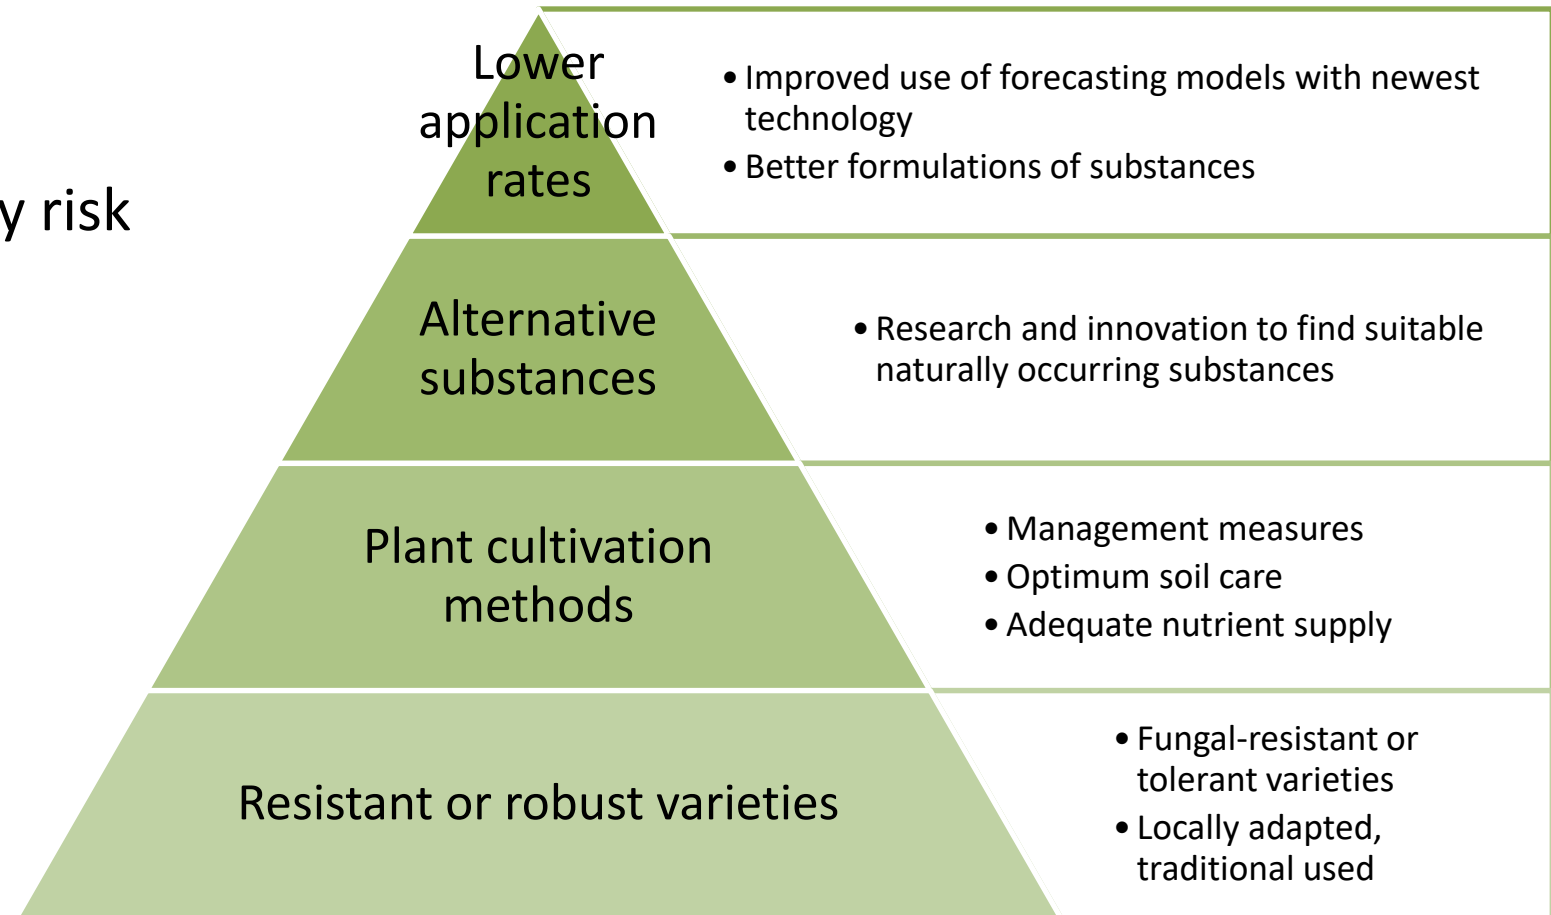 Lower
application
rates
• Improved use of forecasting models with newest
technology
• Better formulations of substances
y risk
Alternative
substances
• Research and innovation to find suitable
naturally occurring substances
Plant cultivation
methods
• Management measures
• Optimum soil care
• Adequate nutrient supply
Resistant or robust varieties
• Fungal-resistant or
tolerant varieties
• Locally adapted,
traditional used